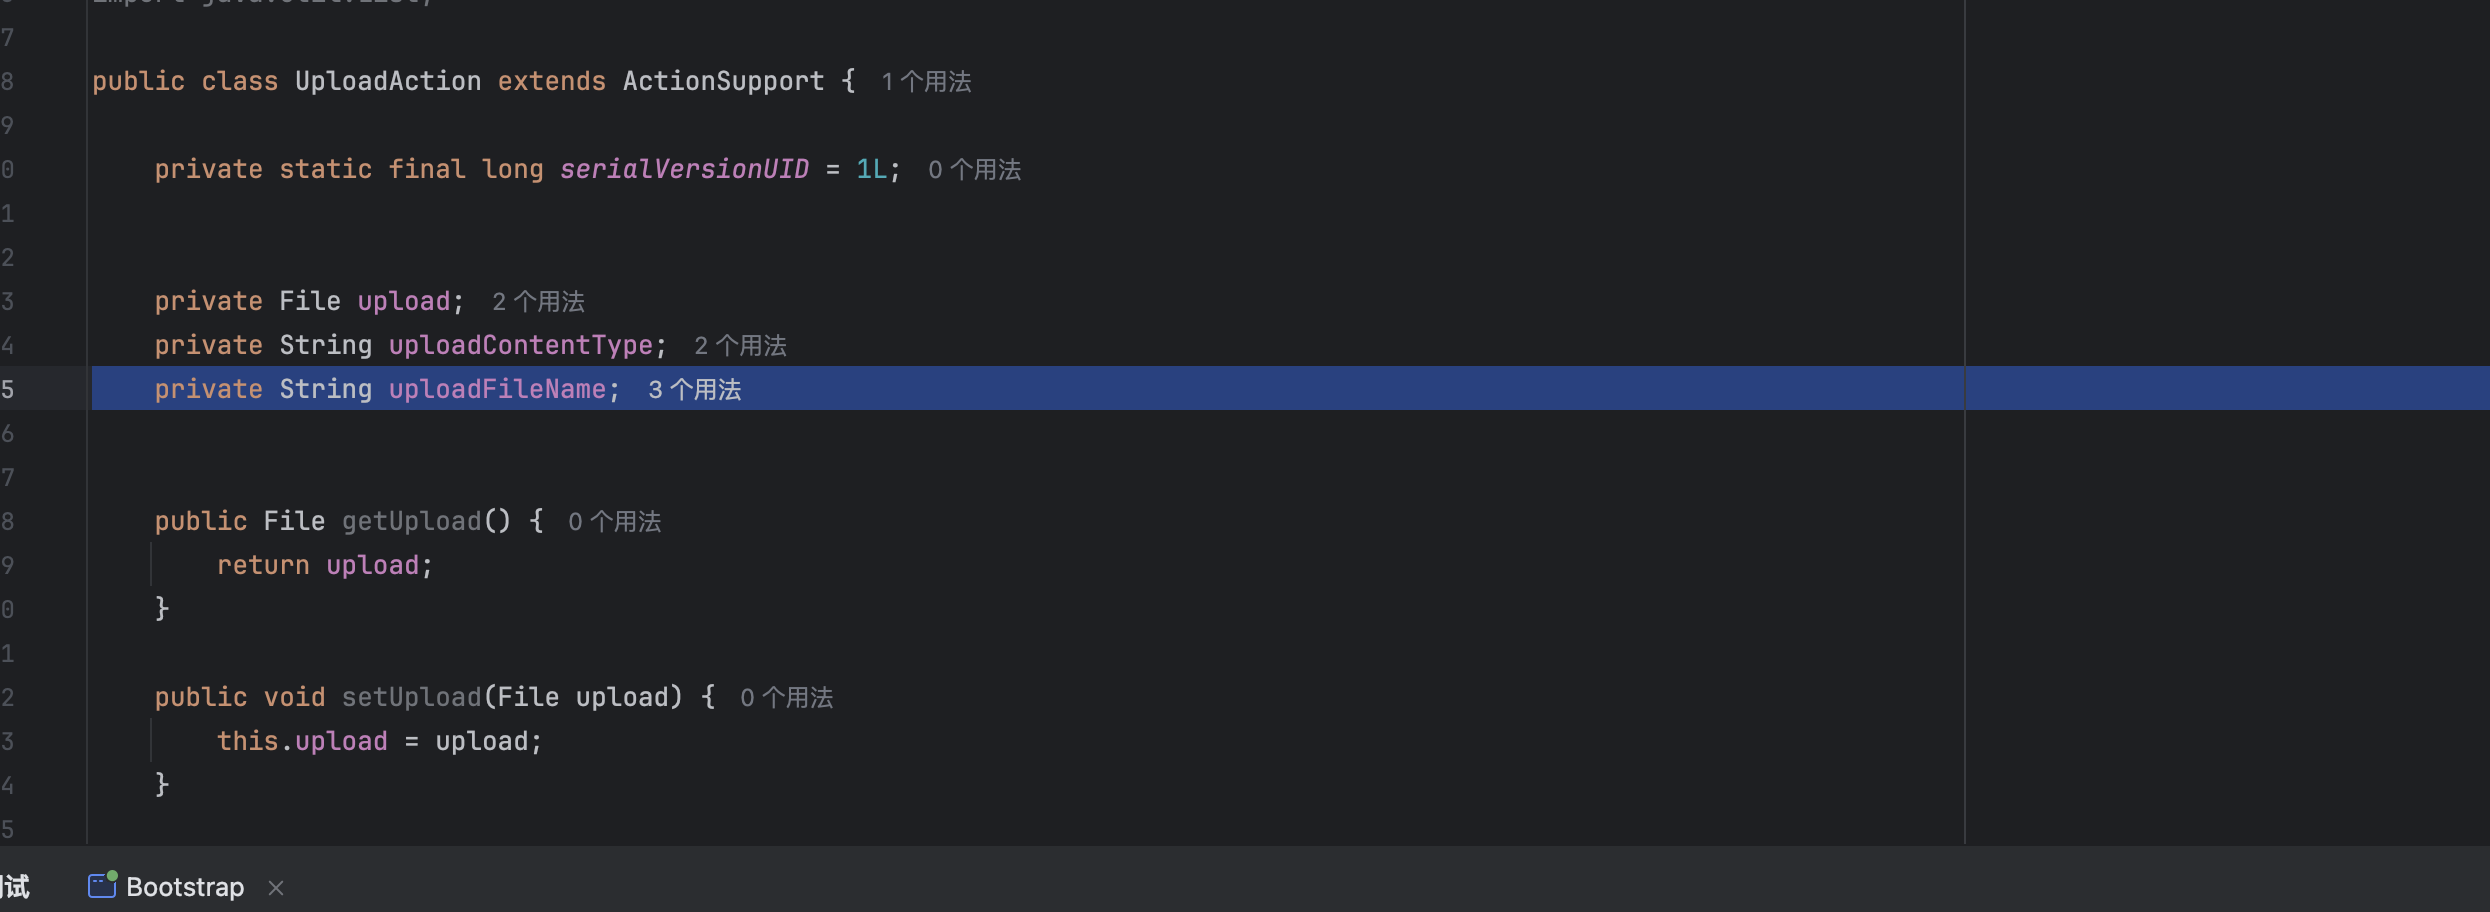 7
8 public class UploadAction extends ActionSupport { 1 个用法
9
0 private static final long serialVersionUID = 1L; 0 个用法
1
2
3 private File upload; 2 个用法
4 private String uploadContentType; 2 个用法
5 private String uploadFileName; 3 个用法
6
7
8 public File getUpload() { 0 个用法
9 return upload;
0 }
1
2 public void setUpload(File upload) { 0 个用法
3 this.upload = upload;
4 }
5
试 Bootstrap ×